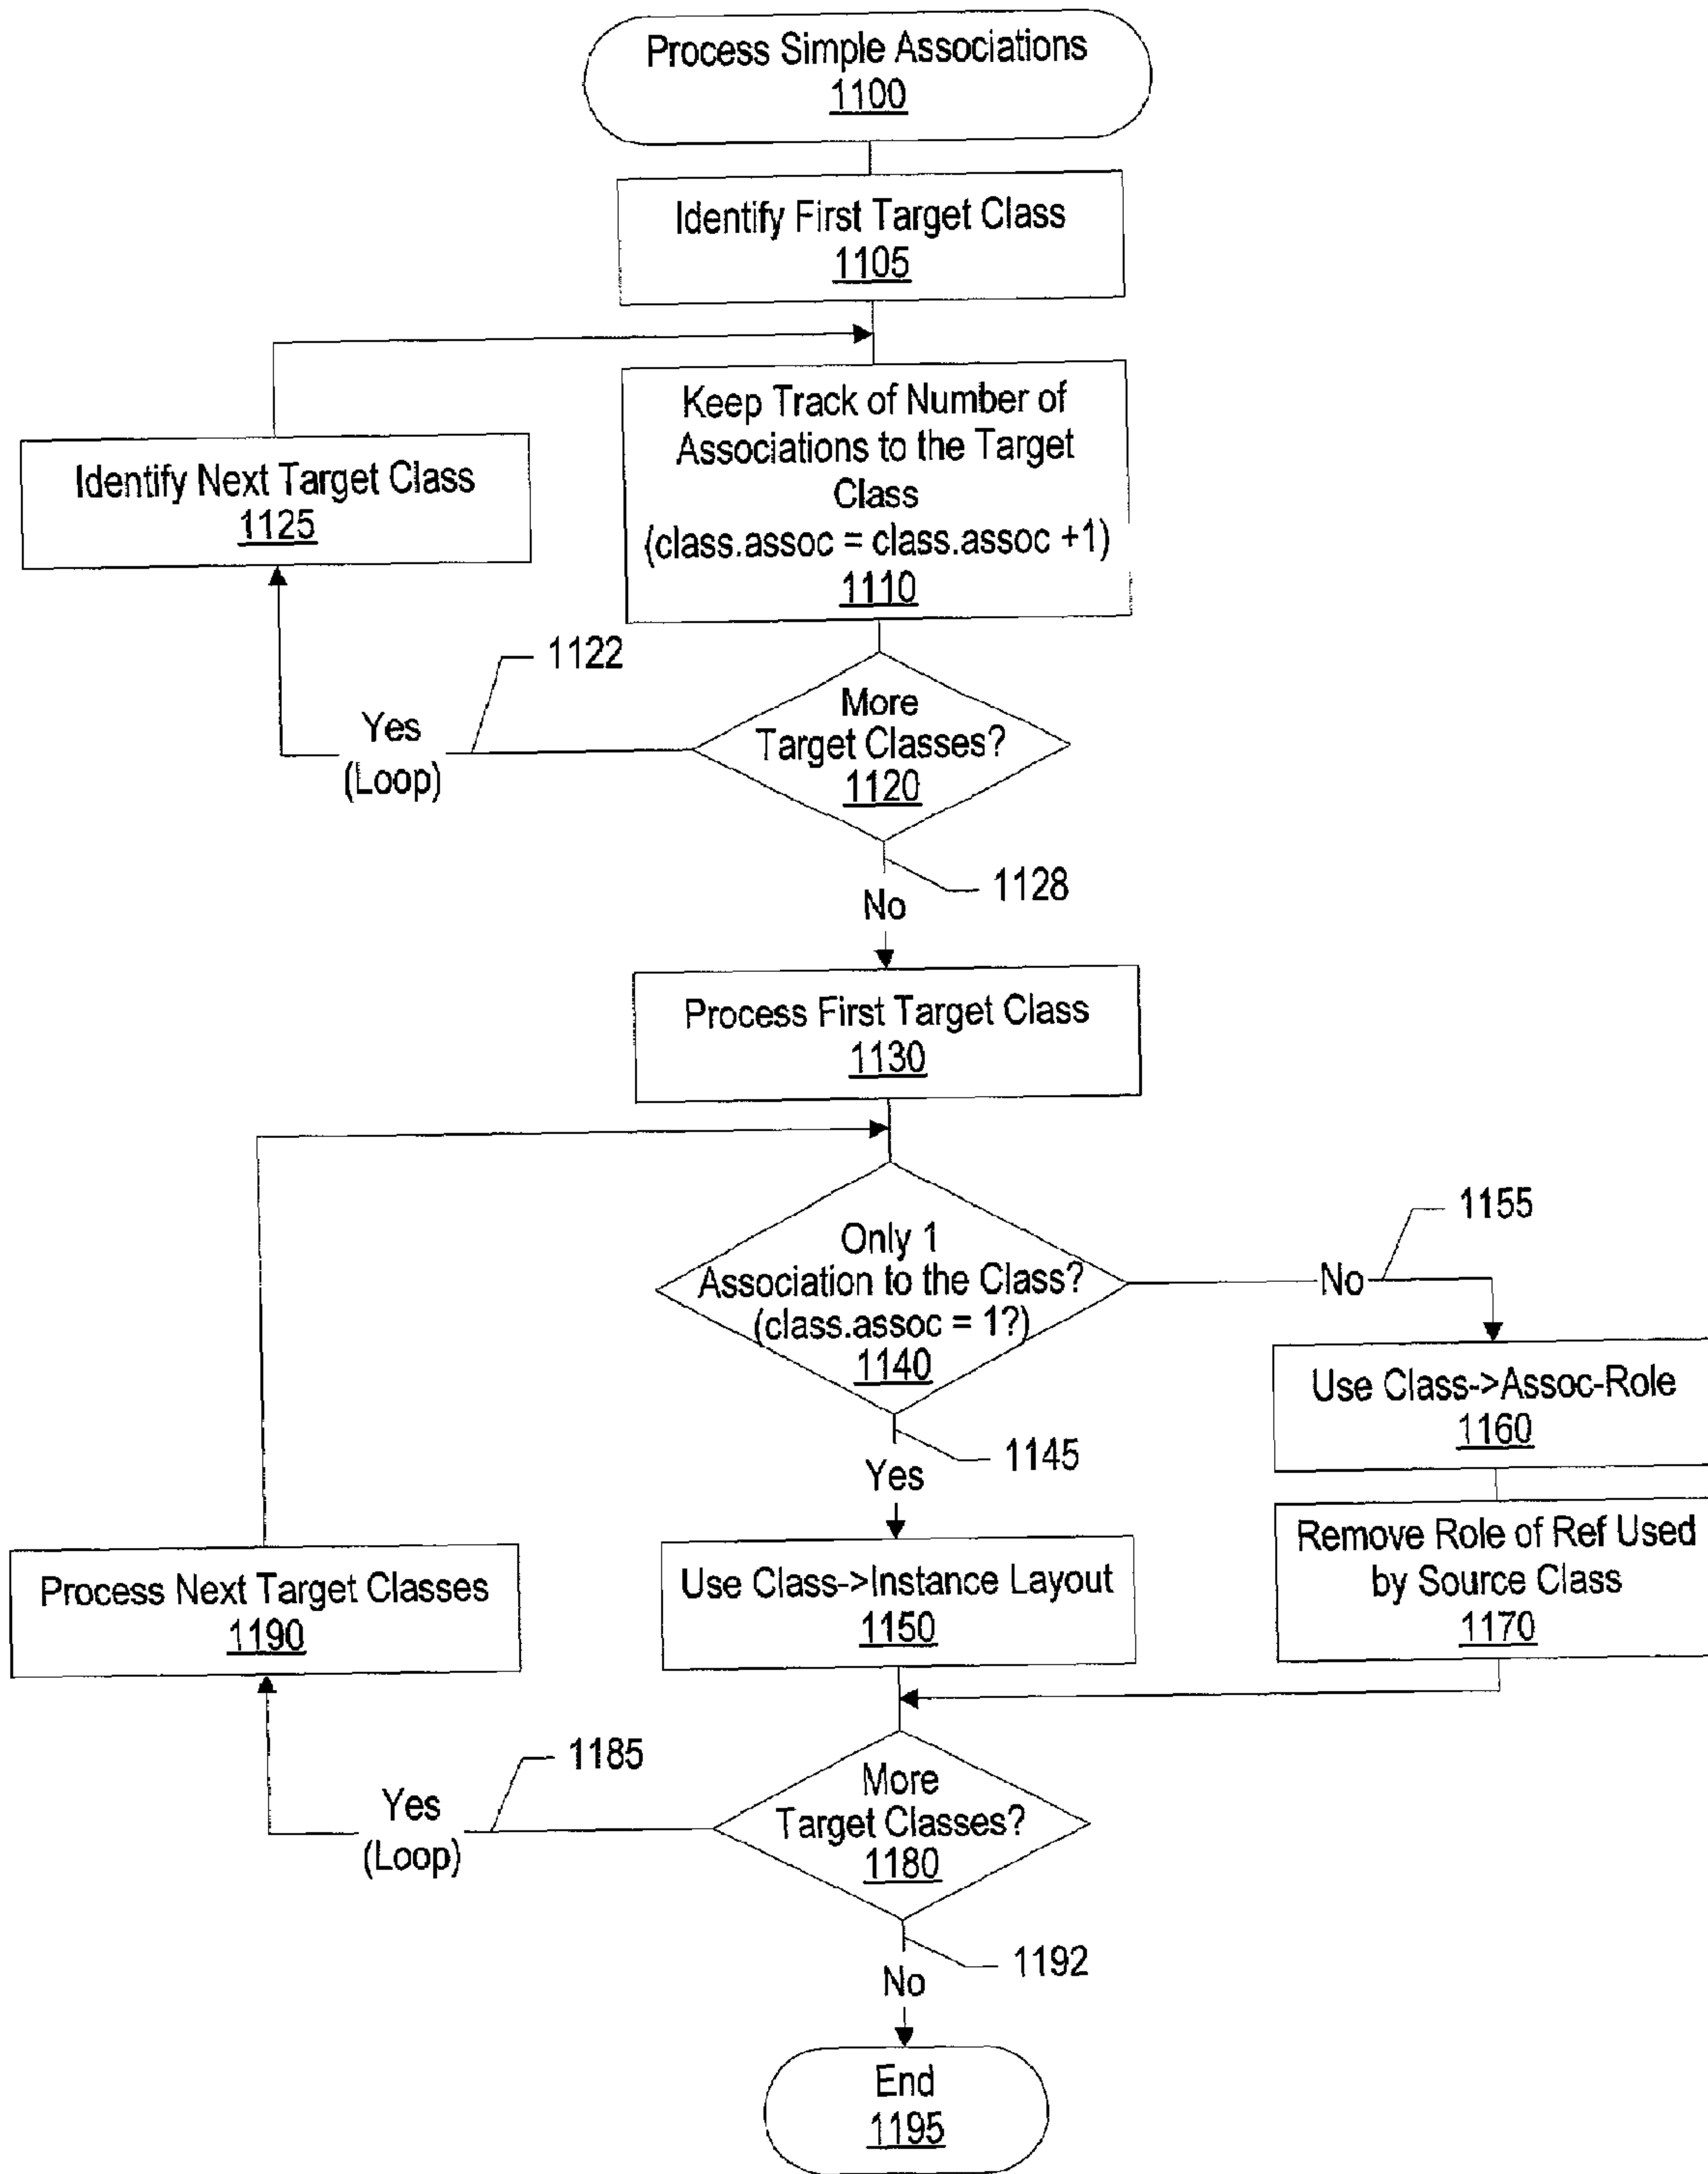 Process Simple Associations
1100
Identify First Target Class
1105
Keep Track of Number of
Associations to the Target
Class
(class.assoc = class.assoc +1)
1110
Identify Next Target Class
1125
1122
Yes
(Loop)
More
Target Classes?
1120
1128
No
Process First Target Class
1130
Only 1
Association to the Class?
(class.assoc = 1?)
1140
1155
No
Use Class->Assoc-Role
1160
1145
Yes
Remove Role of Ref Used
by Source Class
1170
Use Class->Instance Layout
1150
Process Next Target Classes
1190
1185
Yes
(Loop)
More
Target Classes?
1180
1192
No
End
1195